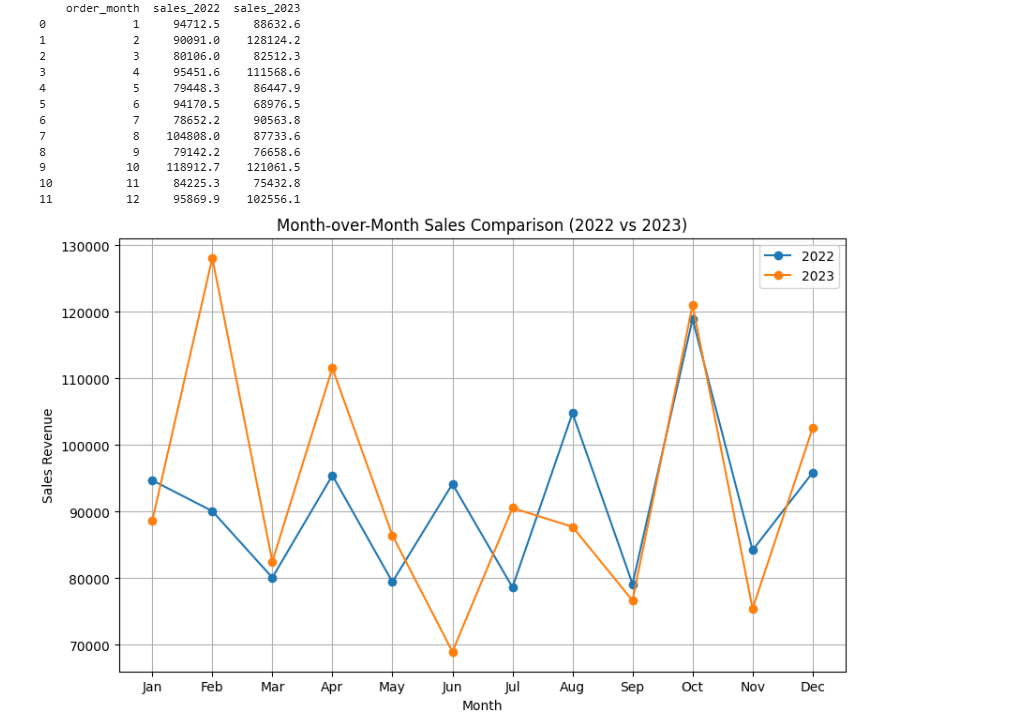 order_month sales_2022 sales_2023
0 1 94712.5 88632.6
1 2 90091.0 128124.2
2 3 80106.0 82512.3
3 4 95451.6 111568.6
4 5 79448.3 86447.9
5 6 94170.5 68976.5
6 7 78652.2 90563.8
7 8 104808.0 87733.6
8 9 79142.2 76658.6
9 10 118912.7 121061.5
10 11 84225.3 75432.8
11 12 95869.9 102556.1
Month-over-Month Sales Comparison (2022 vs 2023)
2022
2023
Sales Revenue
130000
120000
110000
100000
90000
80000
70000
Jan Feb Mar Apr May Jun Jul Aug Sep Oct Nov Dec
Month